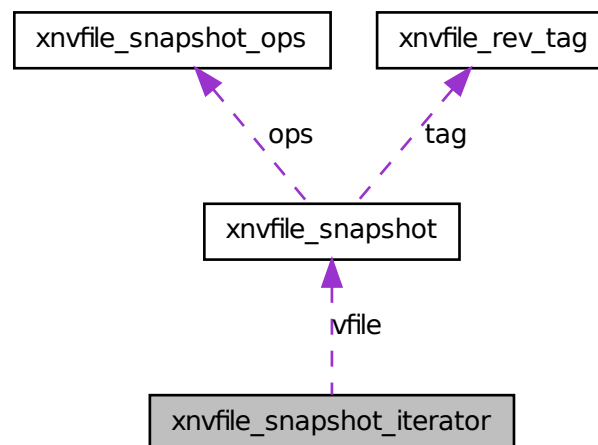 xnvfile_snapshot_ops
xnvfile_rev_tag
ops
tag
xnvfile_snapshot
vfile
xnvfile_snapshot_iterator